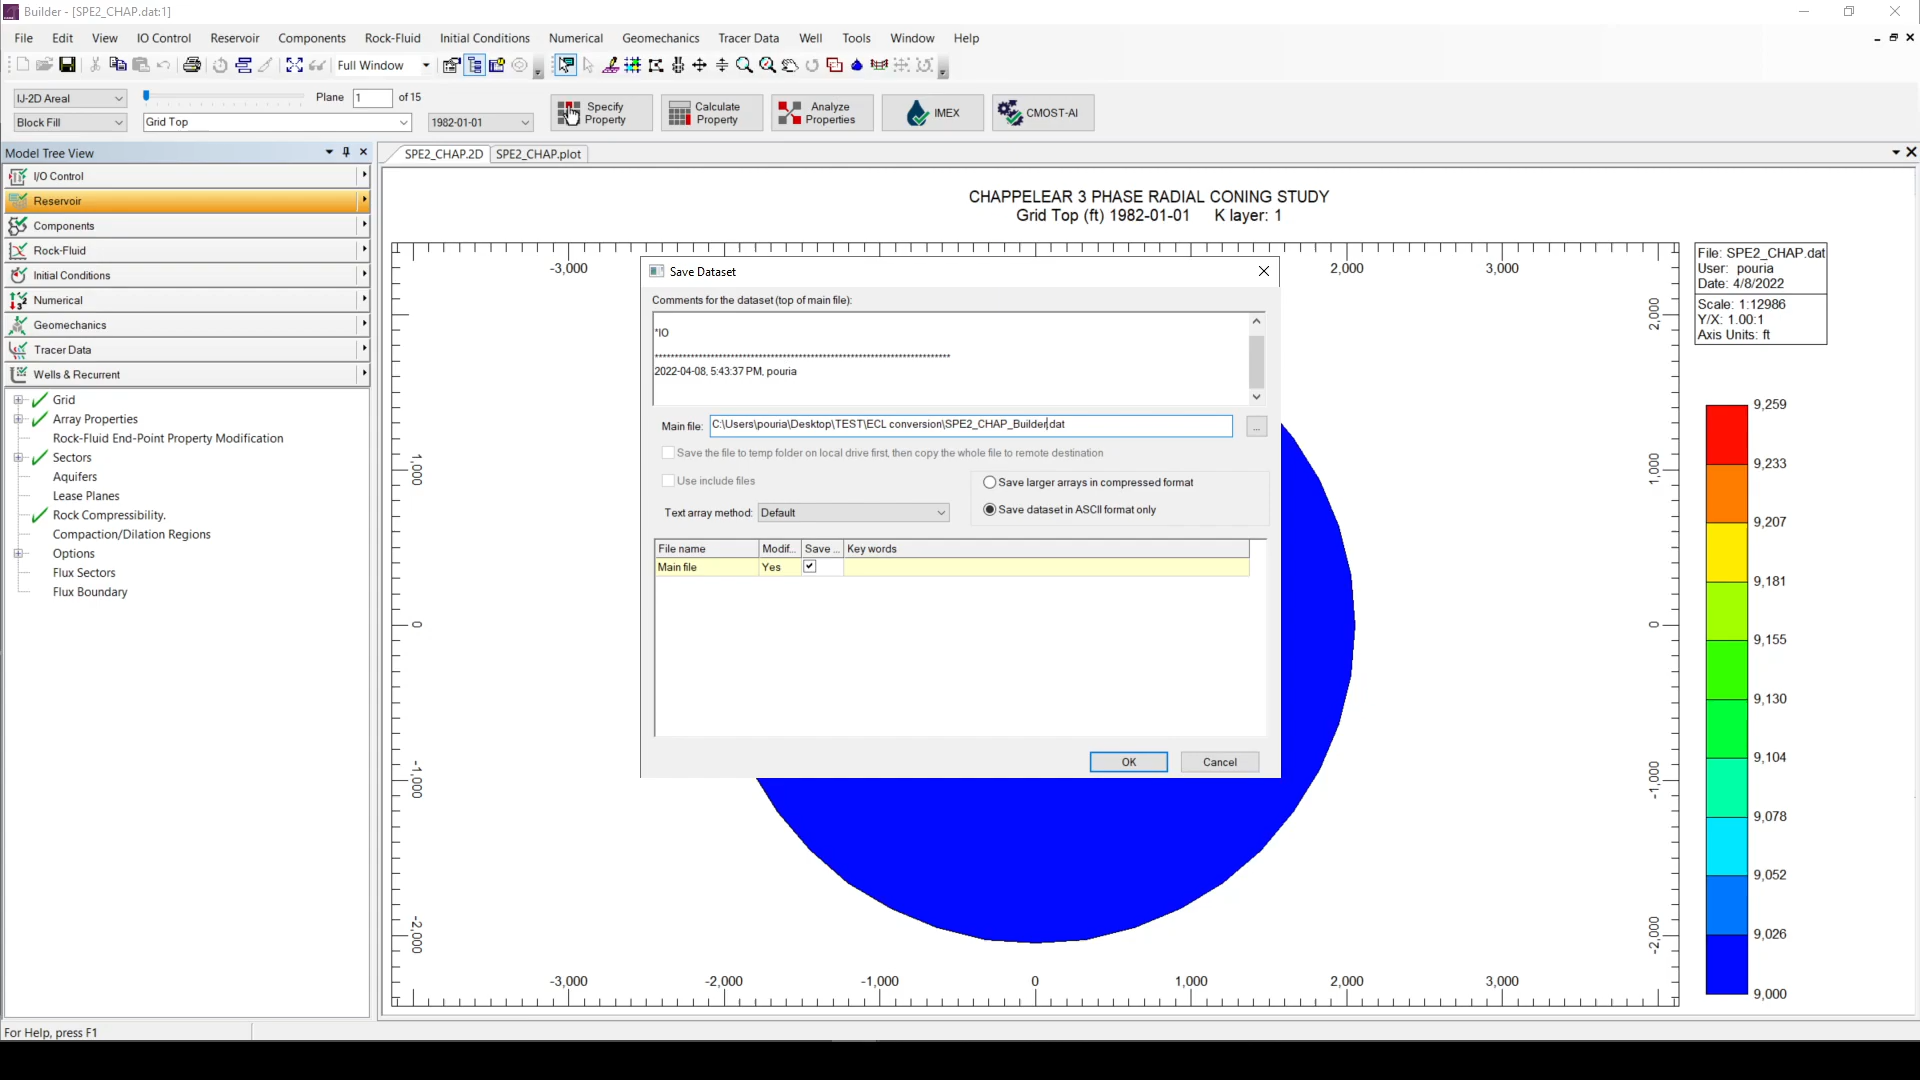 Builder - [SPE2_CHAP.dat:1]
File Edit View IO Control Reservoir Components Rock-Fluid Initial Conditions Numerical Geomechanics Tracer Data Well Tools Window Help
Full Window
IJ-2D Areal
Plane 1 of 15
Block Fill
Grid Top
1982-01-01
Specify Property
Calculate Property
Analyze Properties
IMEX
CMOST-AI
Model Tree View
SPE2_CHAP.2D
SPE2_CHAP.plot
I/O Control
Reservoir
Components
Rock-Fluid
Initial Conditions
Numerical
Geomechanics
Tracer Data
Wells & Recurrent
Grid
Array Properties
Rock-Fluid End-Point Property Modification
Sectors
Aquifers
Lease Planes
Rock Compressibility.
Compaction/Dilation Regions
Options
Flux Sectors
Flux Boundary
CHAPPELEAR 3 PHASE RADIAL CONING STUDY
Grid Top (ft) 1982-01-01 K layer: 1
-3,000 2,000 3,000
File: SPE2_CHAP.dat
User: pouria
Date: 4/8/2022
Scale: 1:12986
Y/X: 1.00:1
Axis Units: ft
Save Dataset
Comments for the dataset (top of main file):
*IO
**************************************************************************
2022-04-08, 5:43:37 PM, pouria
Main file: C:\Users\pouria\Desktop\TEST\ECL conversion\SPE2_CHAP_Builder.dat
...
Save the file to temp folder on local drive first, then copy the whole file to remote destination
Use include files
Save larger arrays in compressed format
Text array method: Default
Save dataset in ASCII format only
File name Modif... Save ... Key words
Main file Yes
OK
Cancel
1,000
0
-1,000
-2,000
2,000
1,000
0
-1,000
-2,000
-3,000 -2,000 -1,000 0 1,000 2,000 3,000
9,259
9,233
9,207
9,181
9,155
9,130
9,104
9,078
9,052
9,026
9,000
For Help, press F1